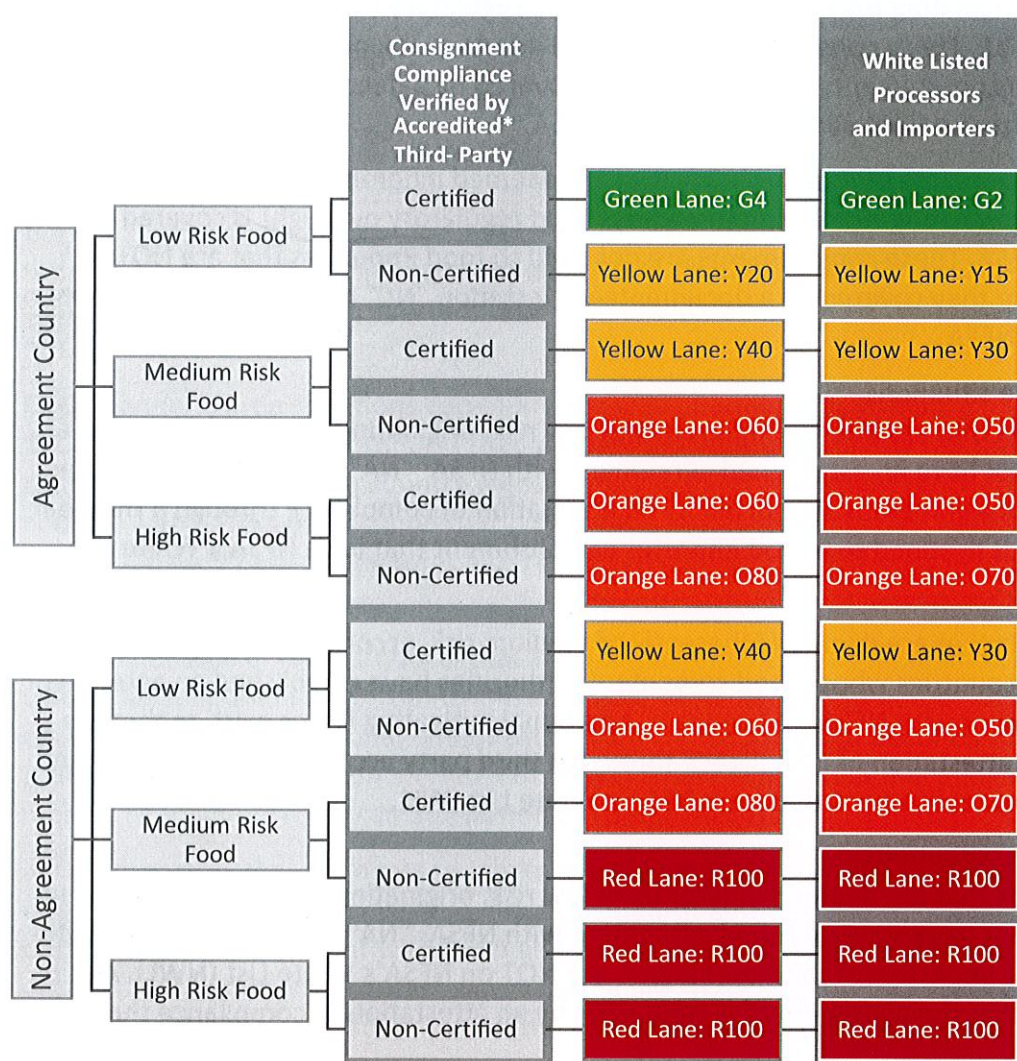 Consignment
Compliance
Verified by
Accredited*
Third- Party
White Listed
Processors
and Importers
Agreement Country
Low Risk Food
Certified
Green Lane: G4
Green Lane: G2
Non-Certified
Yellow Lane: Y20
Yellow Lane: Y15
Medium Risk
Food
Certified
Yellow Lane: Y40
Yellow Lane: Y30
Non-Certified
Orange Lane: O60
Orange Lane: O50
High Risk Food
Certified
Orange Lane: O60
Orange Lane: O50
Non-Certified
Orange Lane: O80
Orange Lane: O70
Non-Agreement Country
Low Risk Food
Certified
Yellow Lane: Y40
Yellow Lane: Y30
Non-Certified
Orange Lane: O60
Orange Lane: O50
Medium Risk
Food
Certified
Orange Lane: 080
Orange Lane: O70
Non-Certified
Red Lane: R100
Red Lane: R100
High Risk Food
Certified
Red Lane: R100
Red Lane: R100
Non-Certified
Red Lane: R100
Red Lane: R100